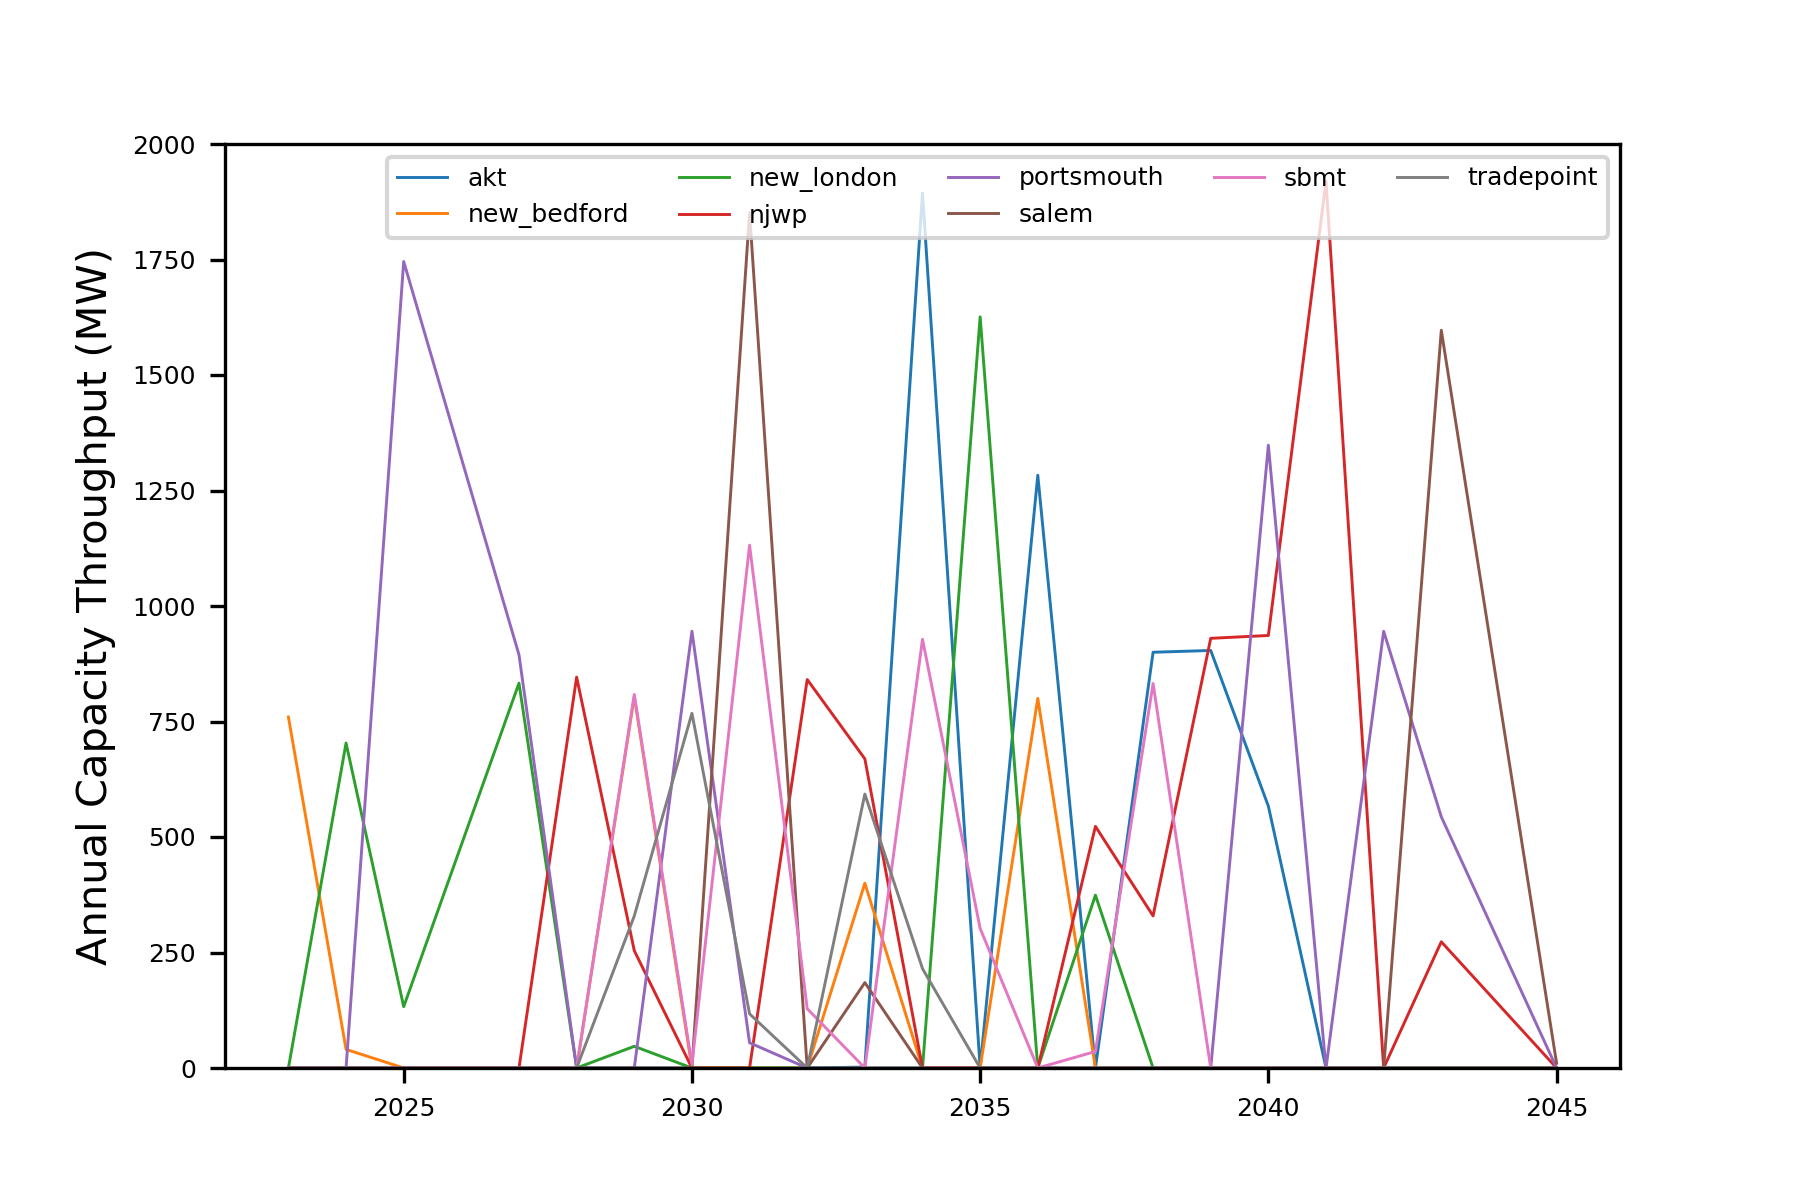 2000
1750
1500
1250
1000
750
500
250
0
Annual Capacity Throughput (MW)
akt new_london portsmouth sbmt tradepoint
new_bedford njwp salem
2025 2030 2035 2040 2045